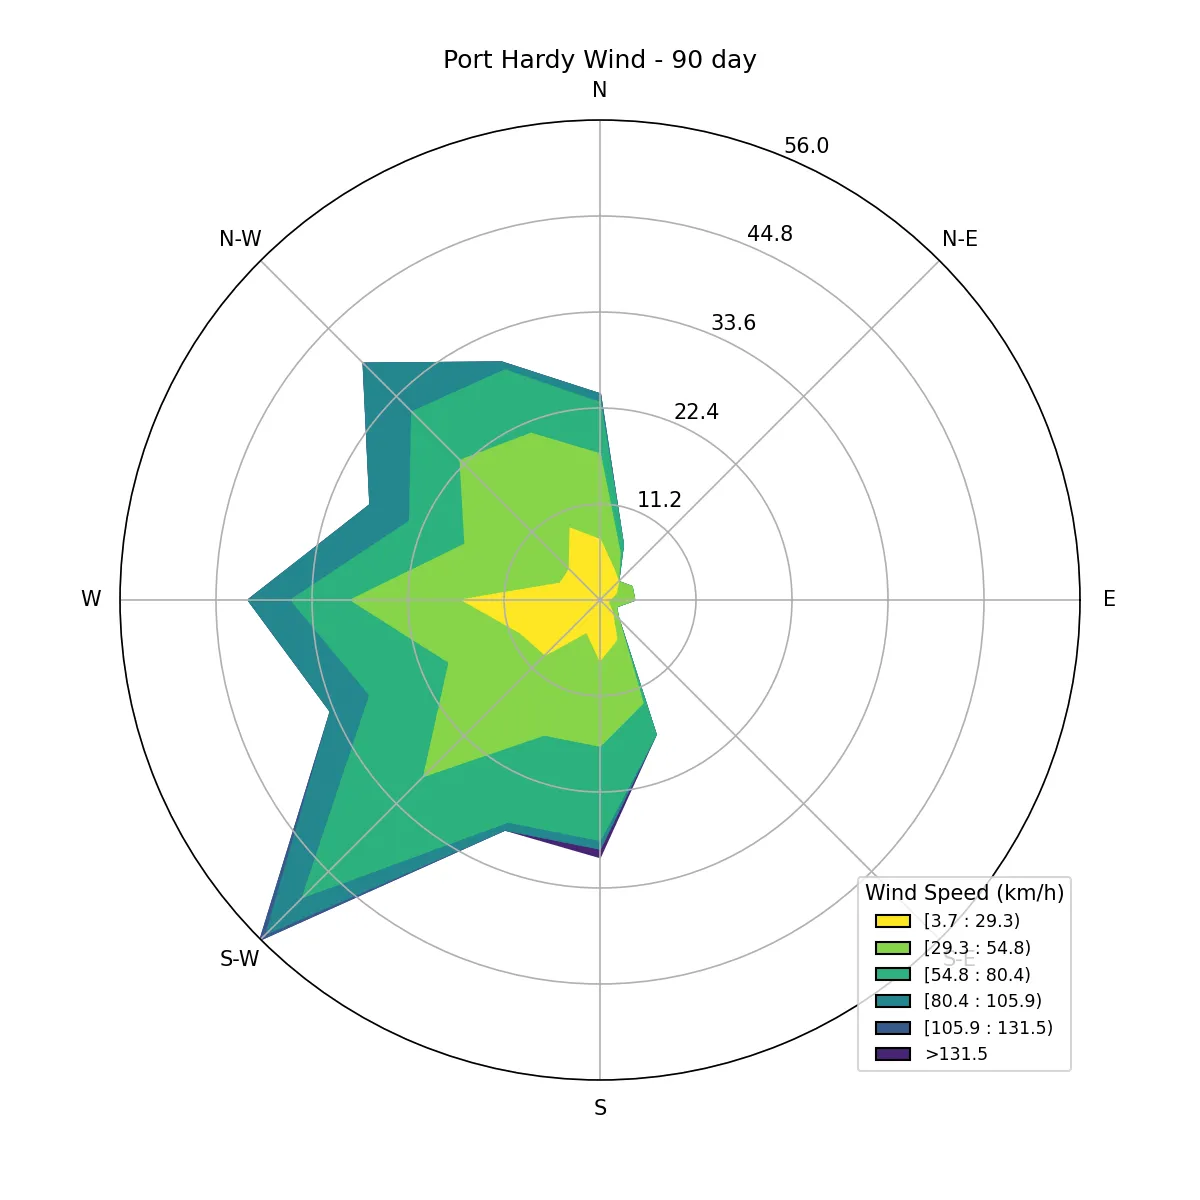 Port Hardy Wind - 90 day
N
56.0
N-W
N-E
44.8
33.6
22.4
11.2
W
E
S-W
S-E
S
Wind Speed (km/h)
[3.7 : 29.3)
[29.3 : 54.8)
[54.8 : 80.4)
[80.4 : 105.9)
[105.9 : 131.5)
>131.5